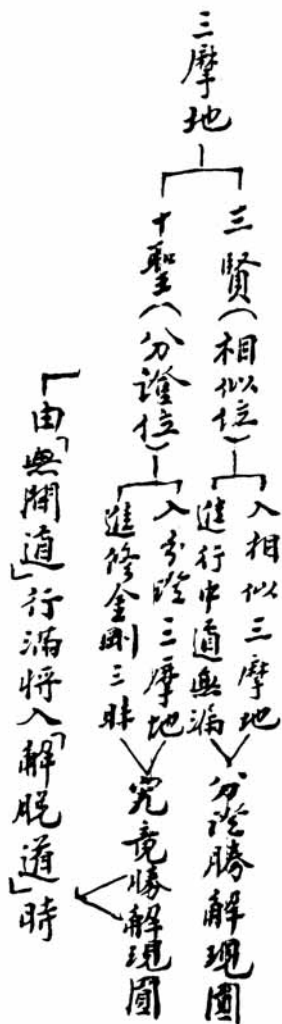 三摩地
三賢(相似位)
入相似三摩地
進行中道無漏
分證勝解現圓
十聖(分證位)
入分證三摩地
進修金剛三昧
究竟勝解現圓
由「無間道」行滿將入「解脫道」時